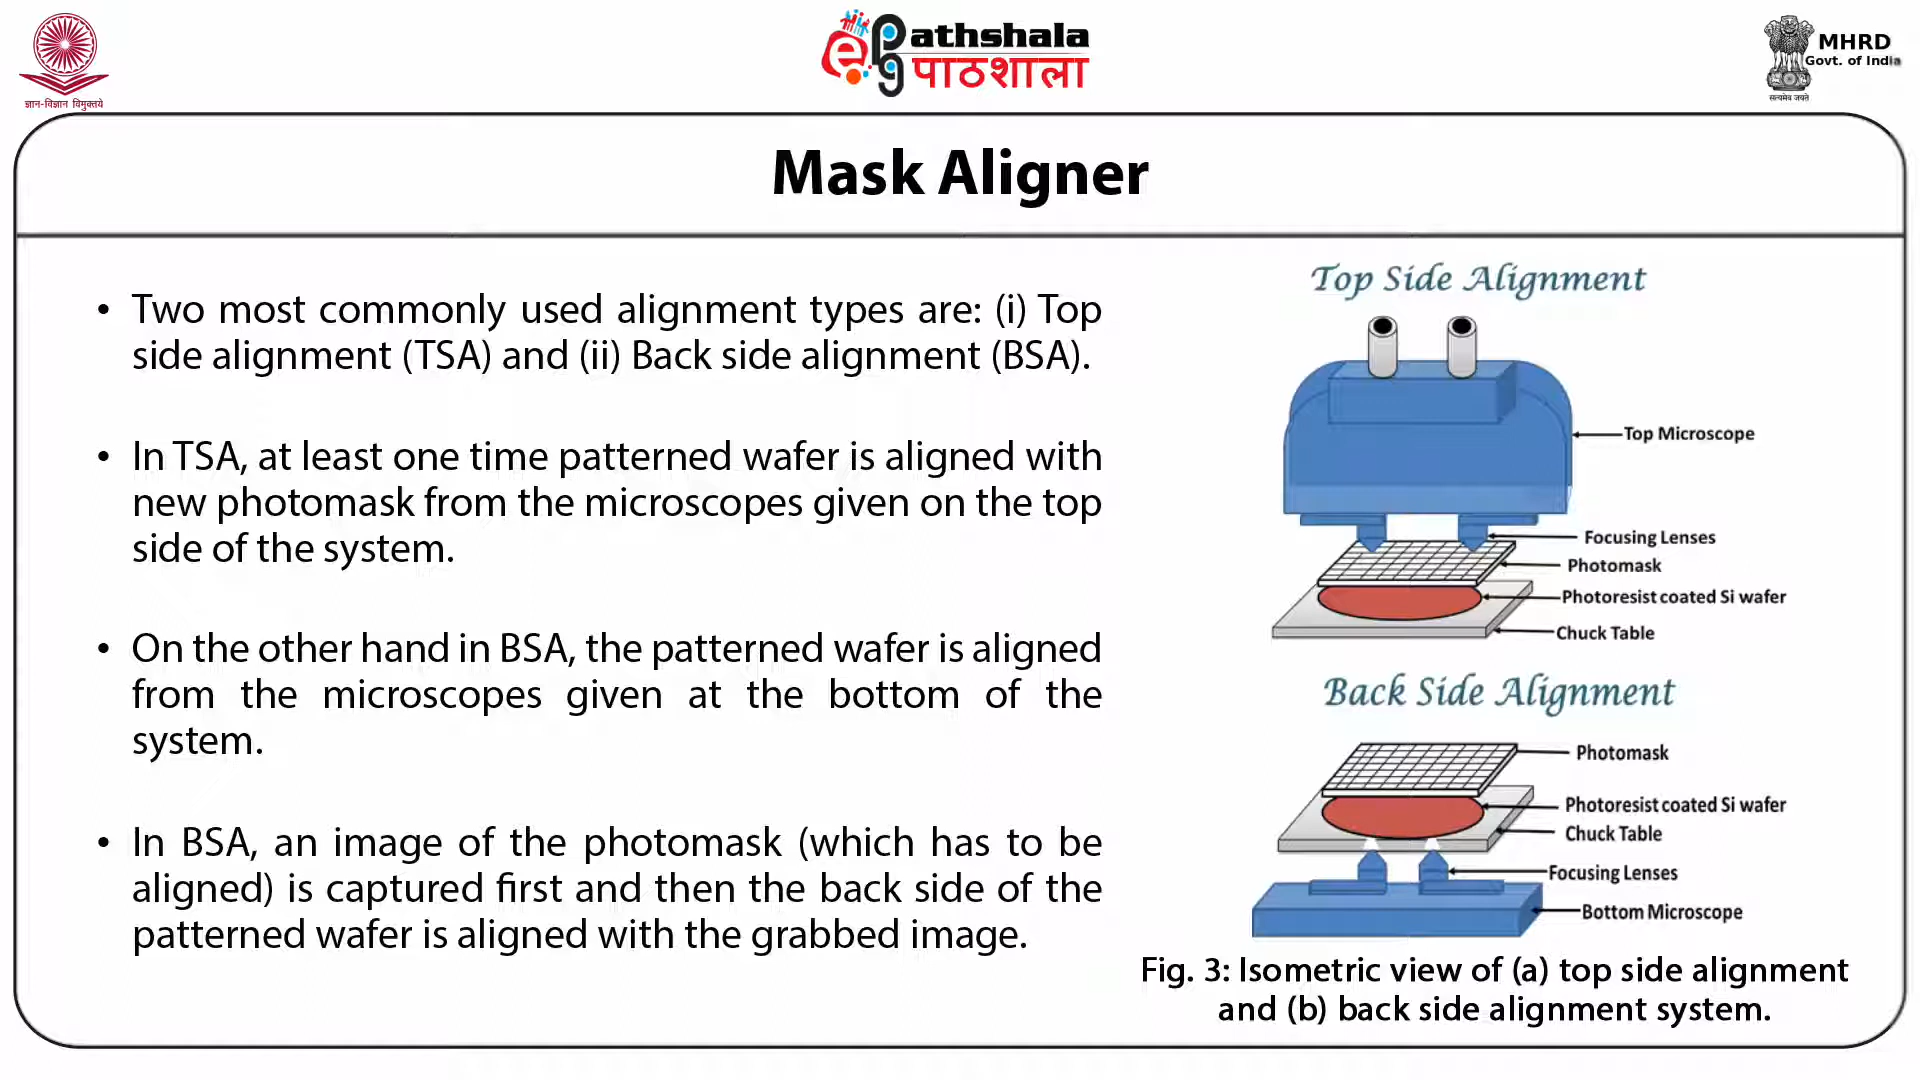 ज्ञान-विज्ञान विमुक्तये
e Pathshala
पाठशाला
MHRD
Govt. of India
सत्यमेव जयते
Mask Aligner
• Two most commonly used alignment types are: (i) Top
side alignment (TSA) and (ii) Back side alignment (BSA).
• In TSA, at least one time patterned wafer is aligned with
new photomask from the microscopes given on the top
side of the system.
• On the other hand in BSA, the patterned wafer is aligned
from the microscopes given at the bottom of the
system.
• In BSA, an image of the photomask (which has to be
aligned) is captured first and then the back side of the
patterned wafer is aligned with the grabbed image.
Top Side Alignment
Top Microscope
Focusing Lenses
Photomask
Photoresist coated Si wafer
Chuck Table
Back Side Alignment
Photomask
Photoresist coated Si wafer
Chuck Table
Focusing Lenses
Bottom Microscope
Fig. 3: Isometric view of (a) top side alignment
and (b) back side alignment system.